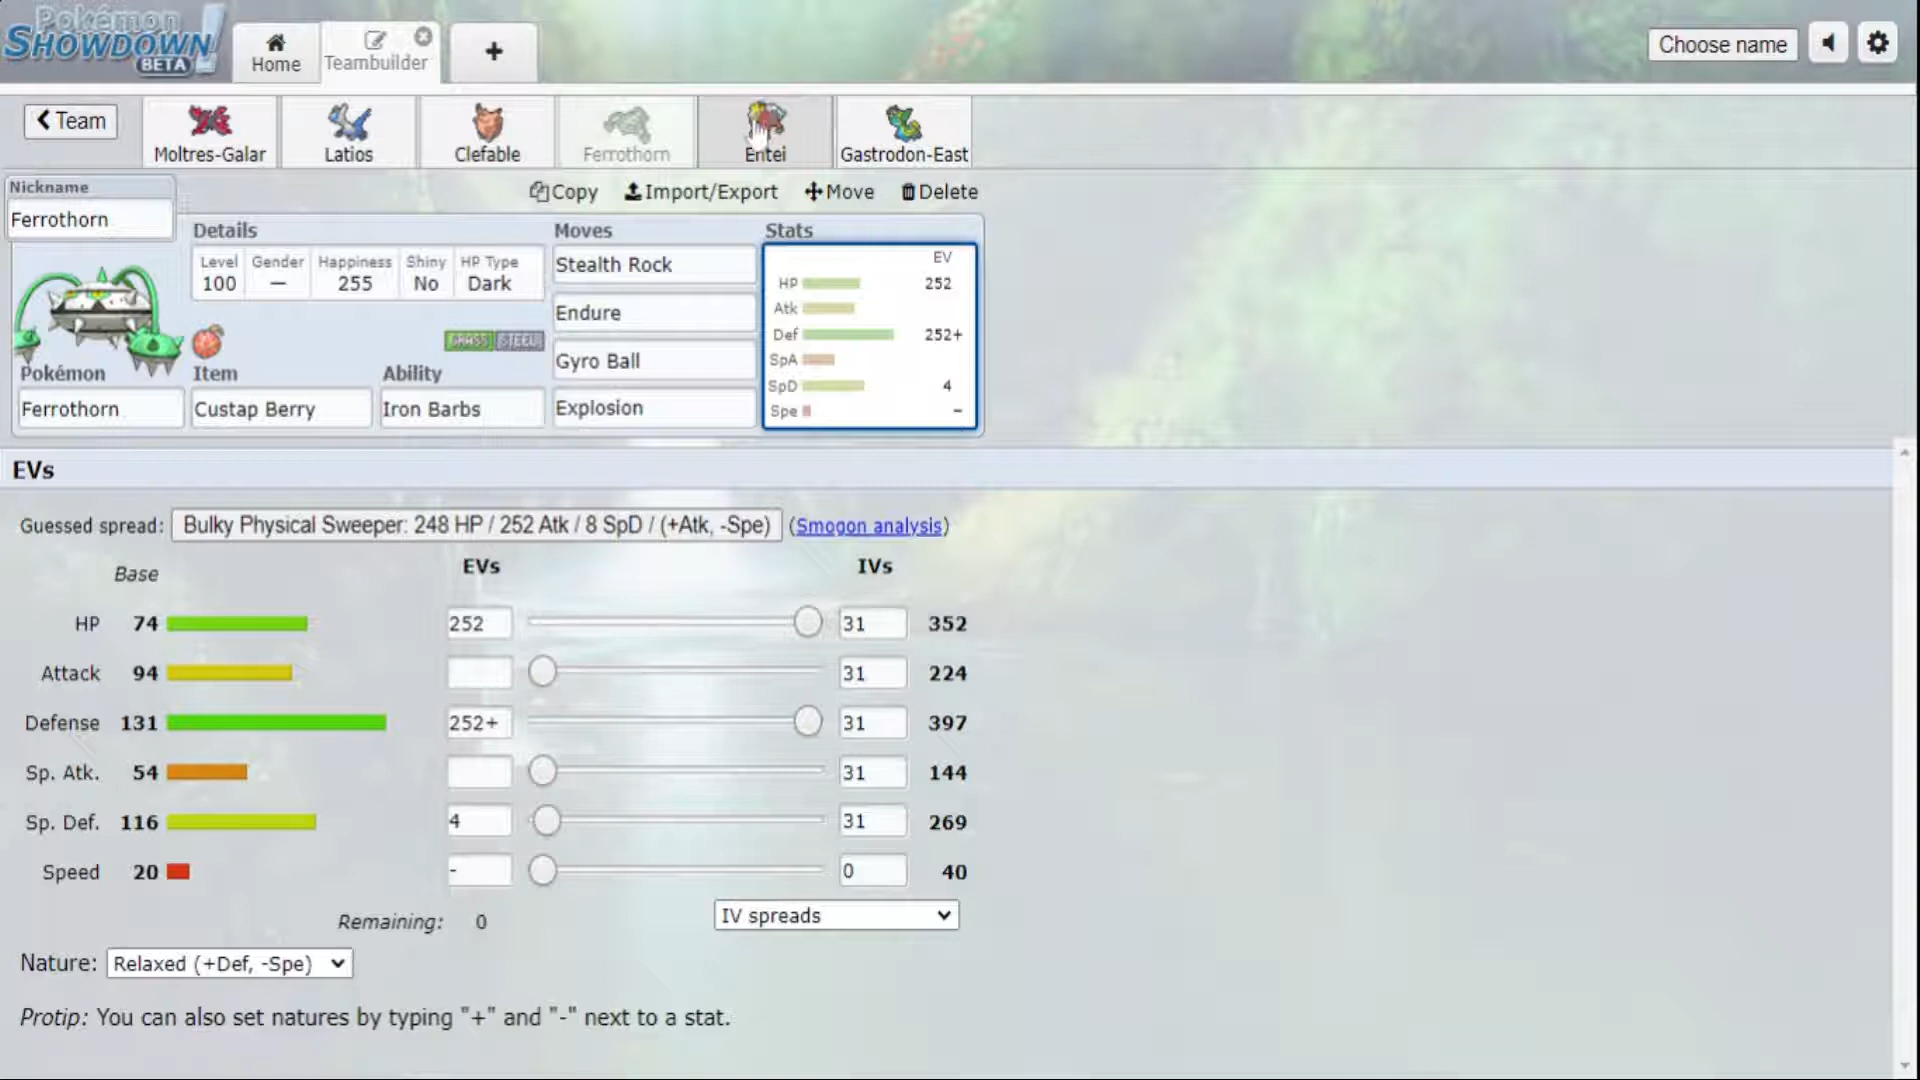 Pokémon
SHOWDOWN!
BETA
Home
Teambuilder
+
Choose name
Team
Moltres-Galar
Latios
Clefable
Ferrothorn
Entei
Gastrodon-East
Nickname
Ferrothorn
Copy
Import/Export
Move
Delete
Details
Moves
Stats
Level
Gender
Happiness
Shiny
HP Type
100
—
255
No
Dark
GRASS
STEEL
Pokémon
Item
Ability
Ferrothorn
Custap Berry
Iron Barbs
Stealth Rock
Endure
Gyro Ball
Explosion
EV
HP 252
Atk
Def 252+
SpA
SpD 4
Spe -
EVs
Guessed spread: Bulky Physical Sweeper: 248 HP / 252 Atk / 8 SpD / (+Atk, -Spe) (Smogon analysis)
Base EVs IVs
HP 74 252 31 352
Attack 94 31 224
Defense 131 252+ 31 397
Sp. Atk. 54 31 144
Sp. Def. 116 4 31 269
Speed 20 - 0 40
Remaining: 0
IV spreads
Nature: Relaxed (+Def, -Spe)
Protip: You can also set natures by typing "+" and "-" next to a stat.